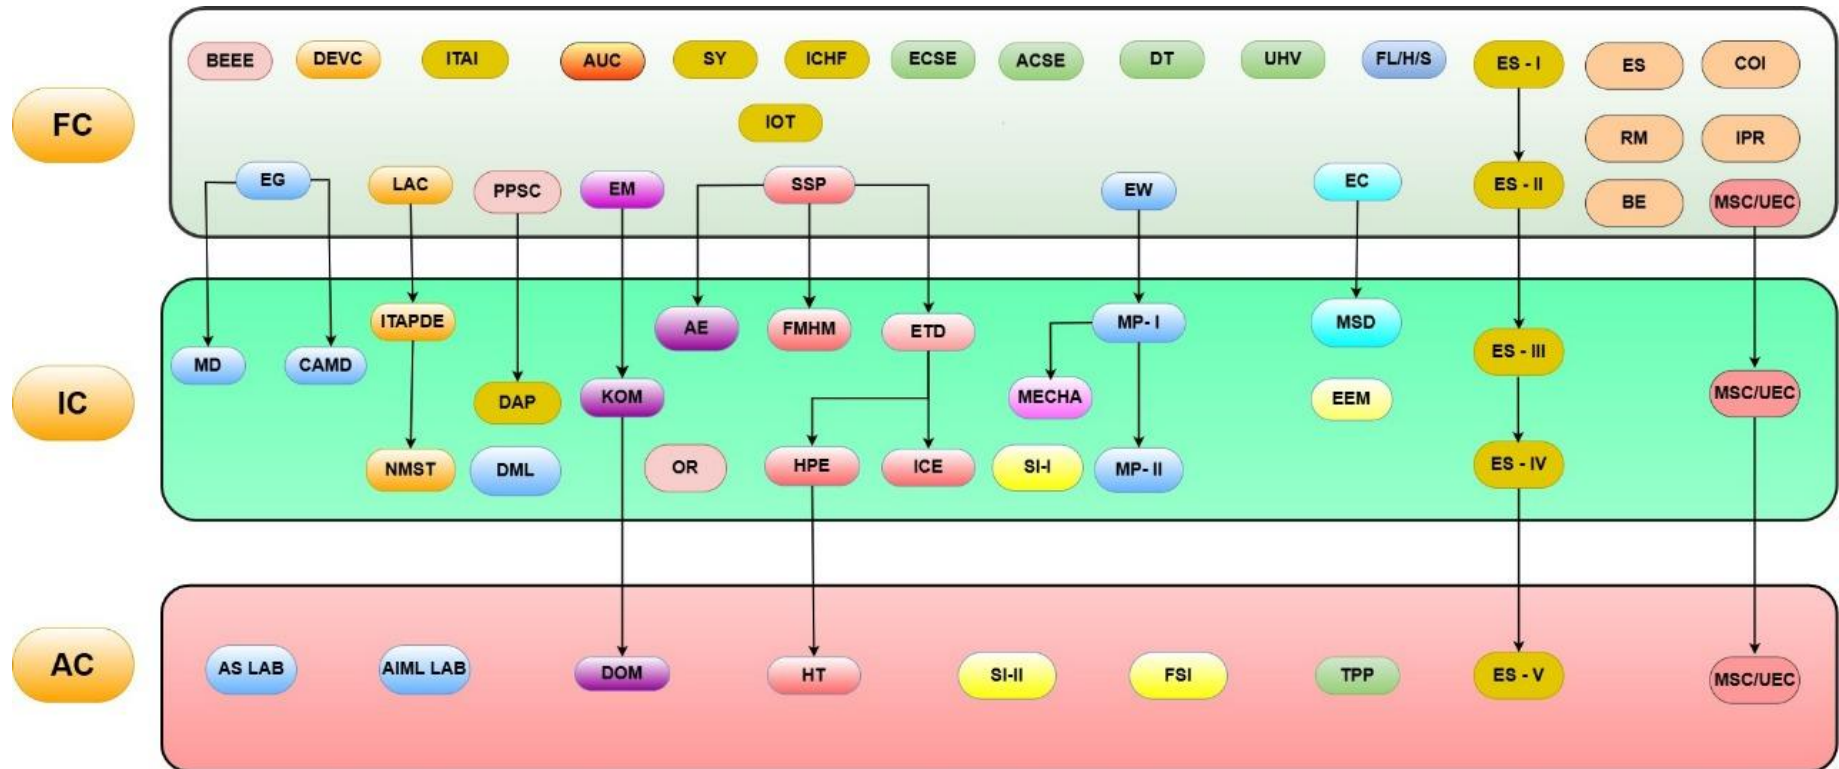 FC
BEEE
DEVC
ITAI
AUC
SY
ICHF
ECSE
ACSE
DT
UHV
FL/H/S
ES - I
ES
COI
IOT
RM
IPR
EG
LAC
PPSC
EM
SSP
EW
EC
ES - II
BE
MSC/UEC
IC
MD
CAMD
ITAPDE
AE
FMHM
ETD
MP- I
MSD
ES - III
DAP
KOM
MECHA
EEM
MSC/UEC
NMST
DML
OR
HPE
ICE
SI-I
MP- II
ES - IV
AC
AS LAB
AIML LAB
DOM
HT
SI-II
FSI
TPP
ES - V
MSC/UEC